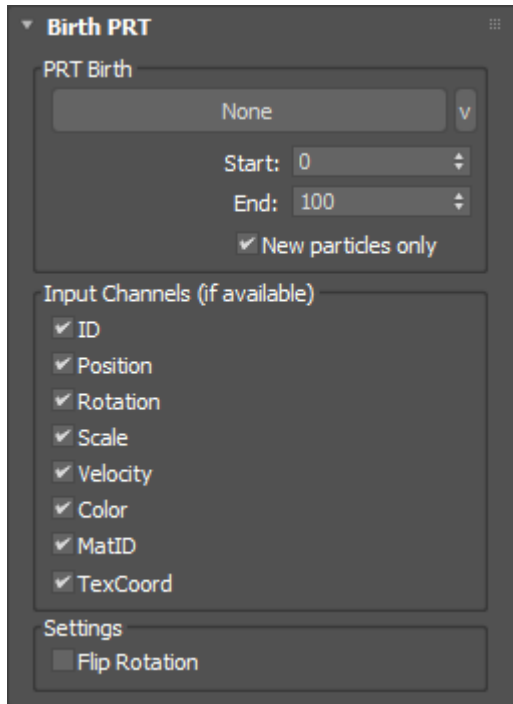 Birth PRT
PRT Birth
None
v
Start: 0
End: 100
New particles only
Input Channels (if available)
ID
Position
Rotation
Scale
Velocity
Color
MatID
TexCoord
Settings
Flip Rotation